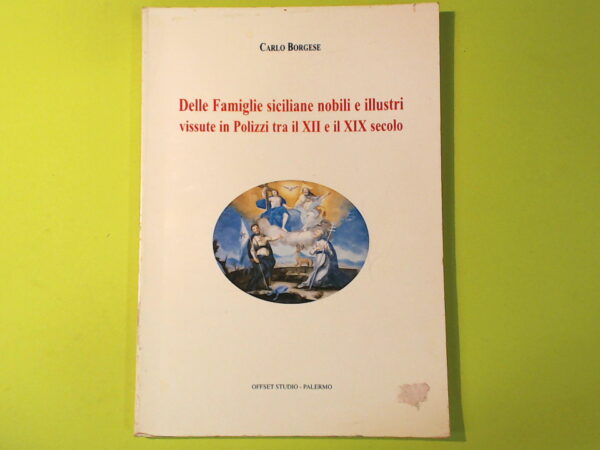 CARLO BORGESE
Delle Famiglie siciliane nobili e illustri
vissute in Polizzi tra il XII e il XIX secolo
OFFSET STUDIO - PALERMO